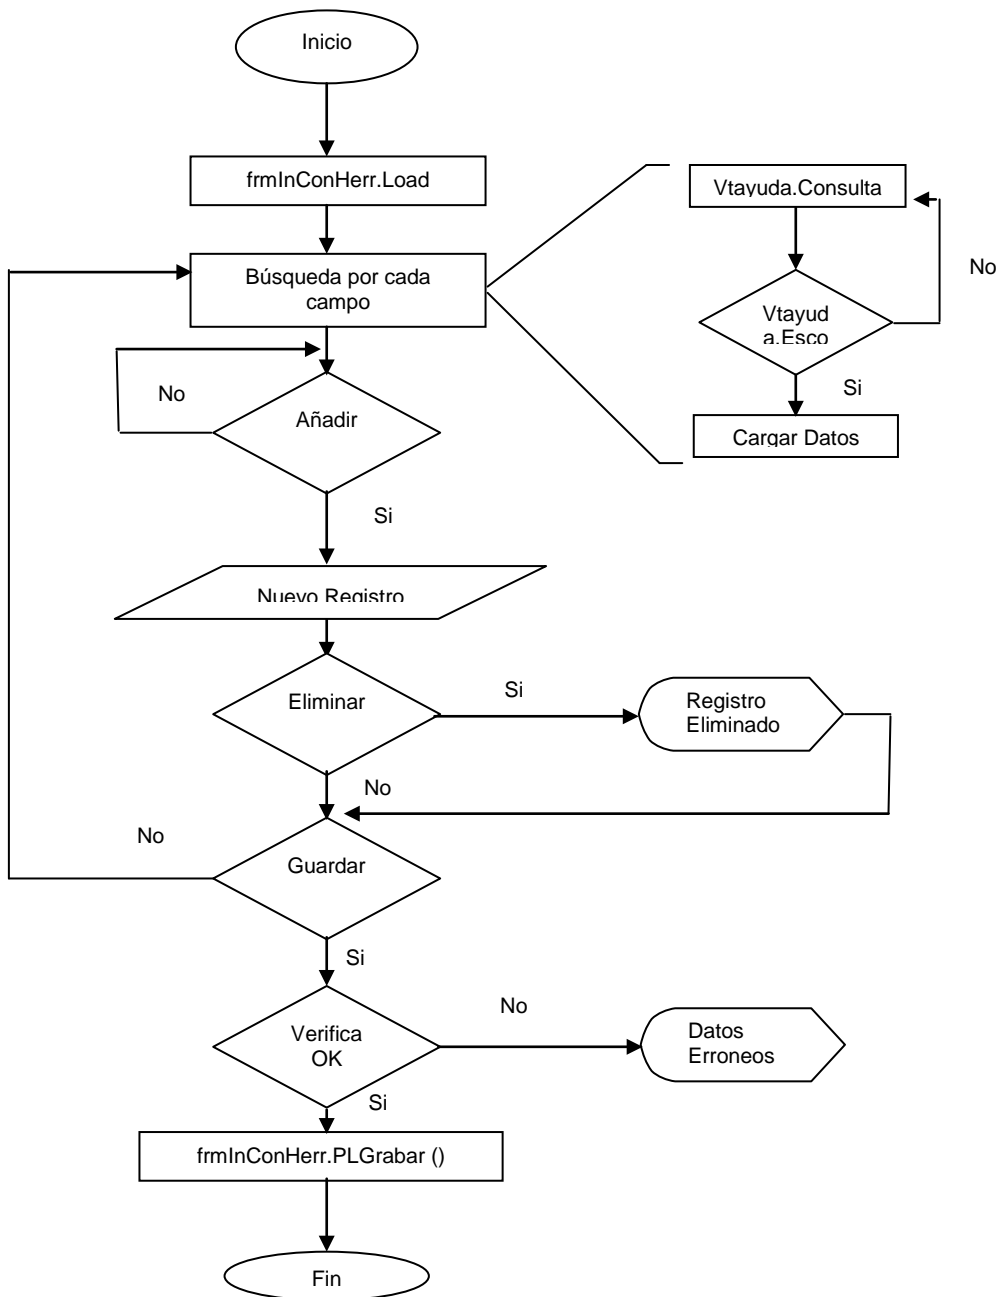 Inicio
frmInConHerr.Load
Búsqueda por cada
campo
Vtayuda.Consulta
Vtayud
a.Esco
No
Si
Cargar Datos
No
Añadir
Si
Nuevo Registro
Eliminar
Si
Registro
Eliminado
No
No
Guardar
Si
Verifica
OK
No
Datos
Erroneos
Si
frmInConHerr.PLGrabar ()
Fin